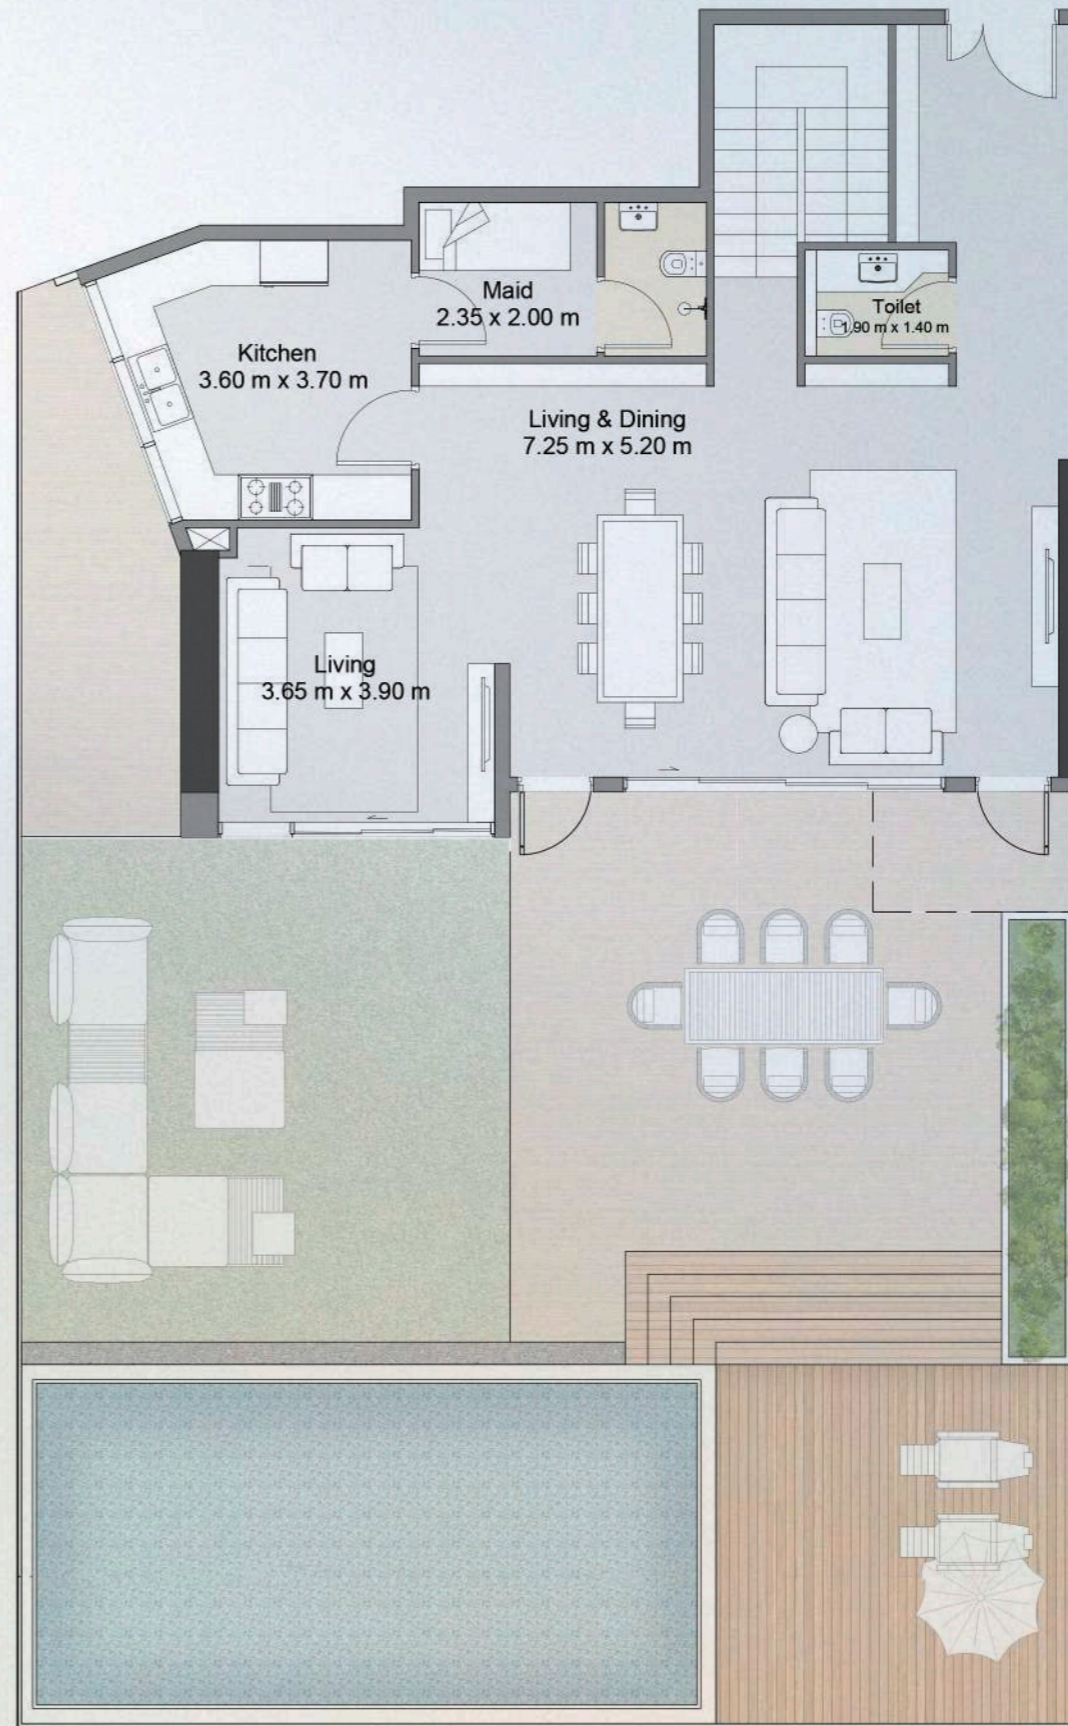 Maid
2.35 x 2.00 m
Toilet
1.90 m x 1.40 m
Kitchen
3.60 m x 3.70 m
Living & Dining
7.25 m x 5.20 m
Living
3.65 m x 3.90 m